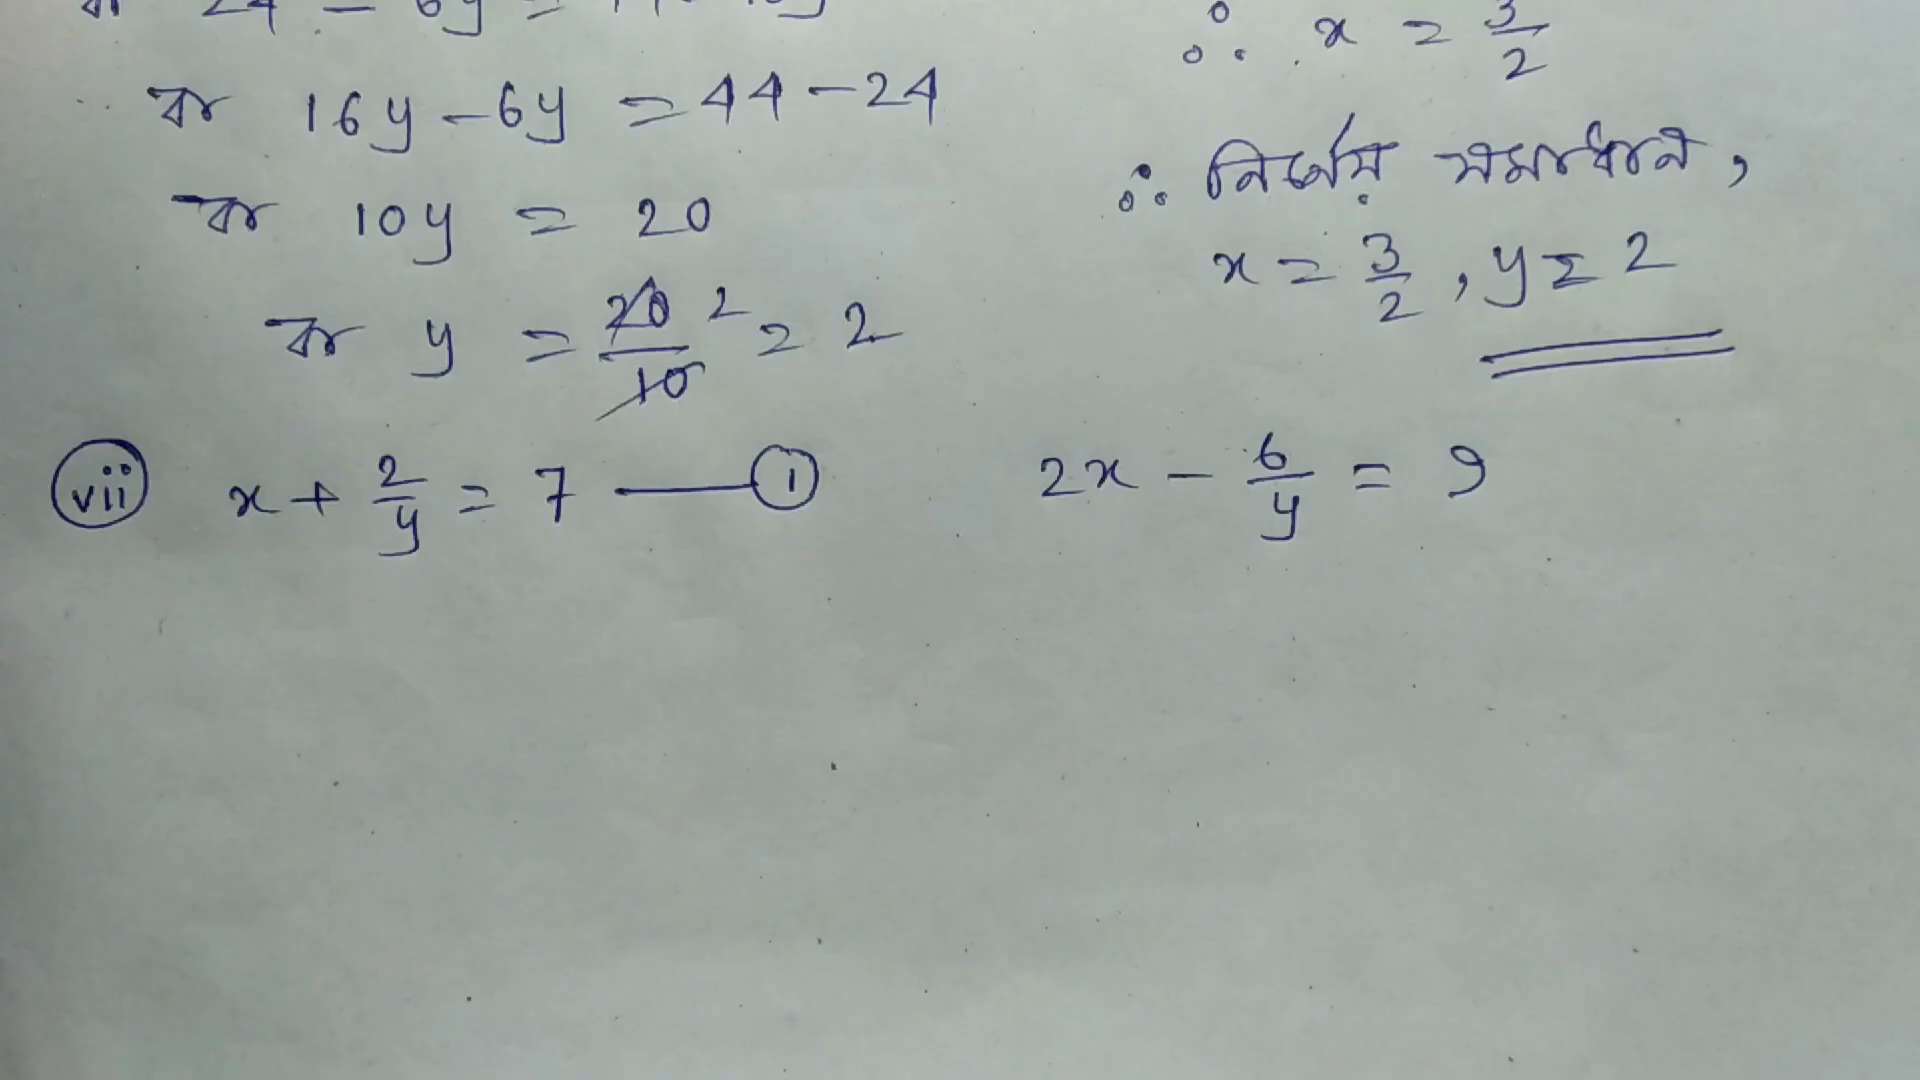 বা 16y - 6y = 44 - 24
বা 10y = 20
বা y = 20/10 2 = 2
∴ x = 3/2
∴ নির্ণেয় সমাধান,
x = 3/2, y = 2
vii x + 2/y = 7 —— 1
2x - 6/y = 9